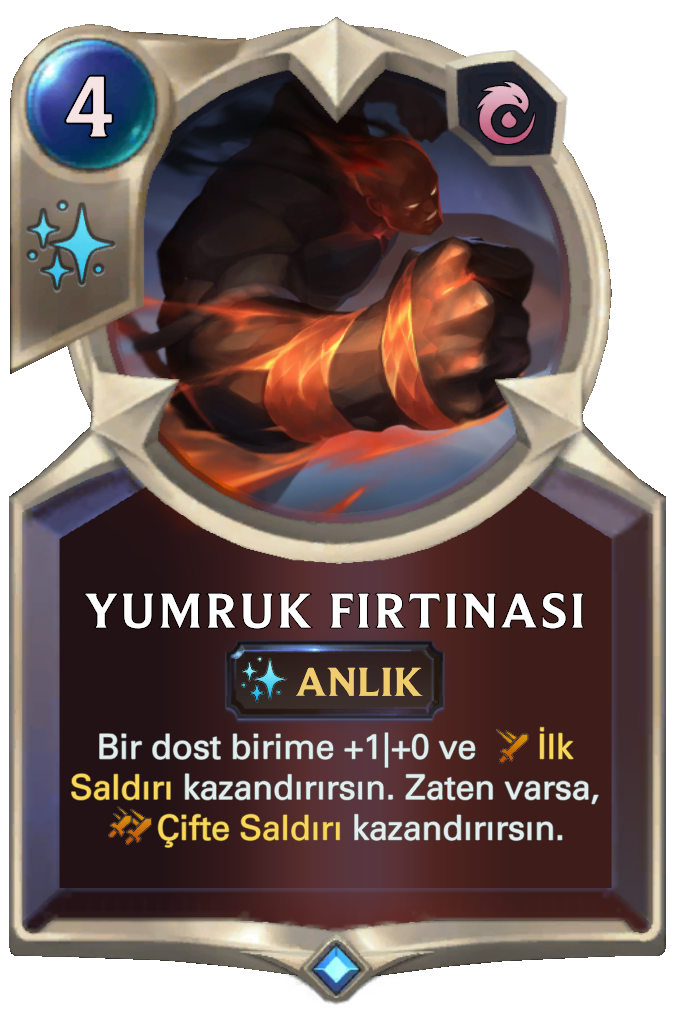 4
YUMRUK FIRTINASI
ANLIK
Bir dost birime +1|+0 ve İlk
Saldırı kazandırırsın. Zaten varsa,
Çifte Saldırı kazandırırsın.